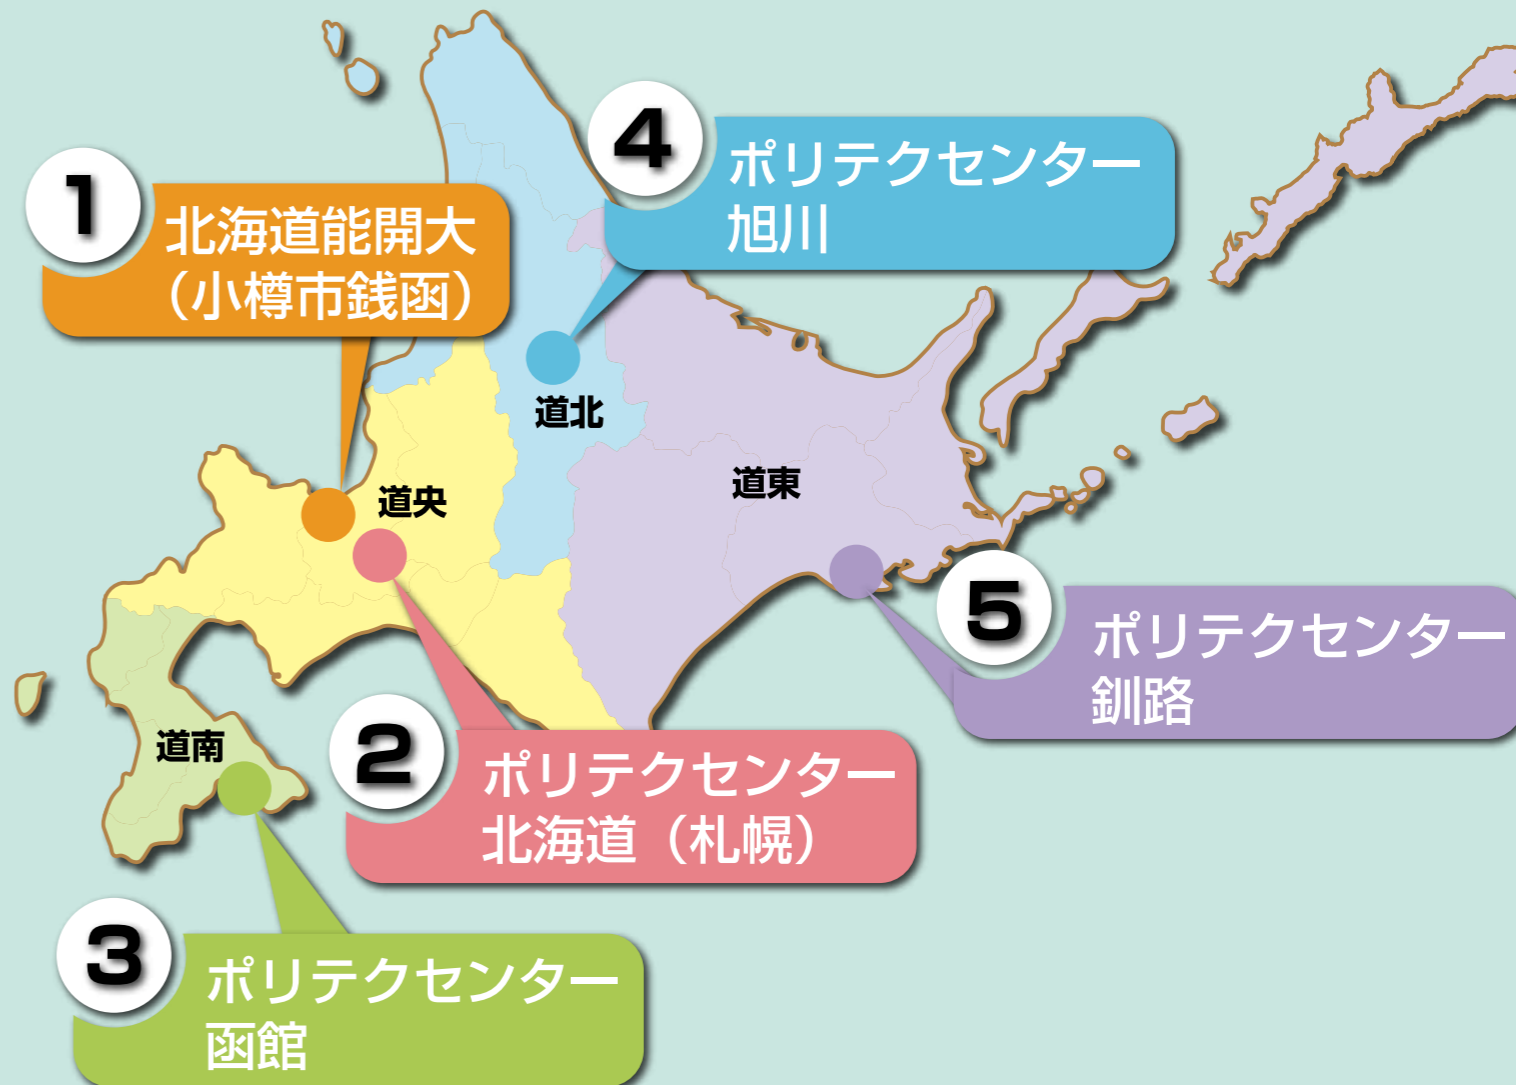 1
北海道能開大
（小樽市銭函）
4
ポリテクセンター
旭川
道北
道央
道東
5
ポリテクセンター
釧路
道南
2
ポリテクセンター
北海道（札幌）
3
ポリテクセンター
函館